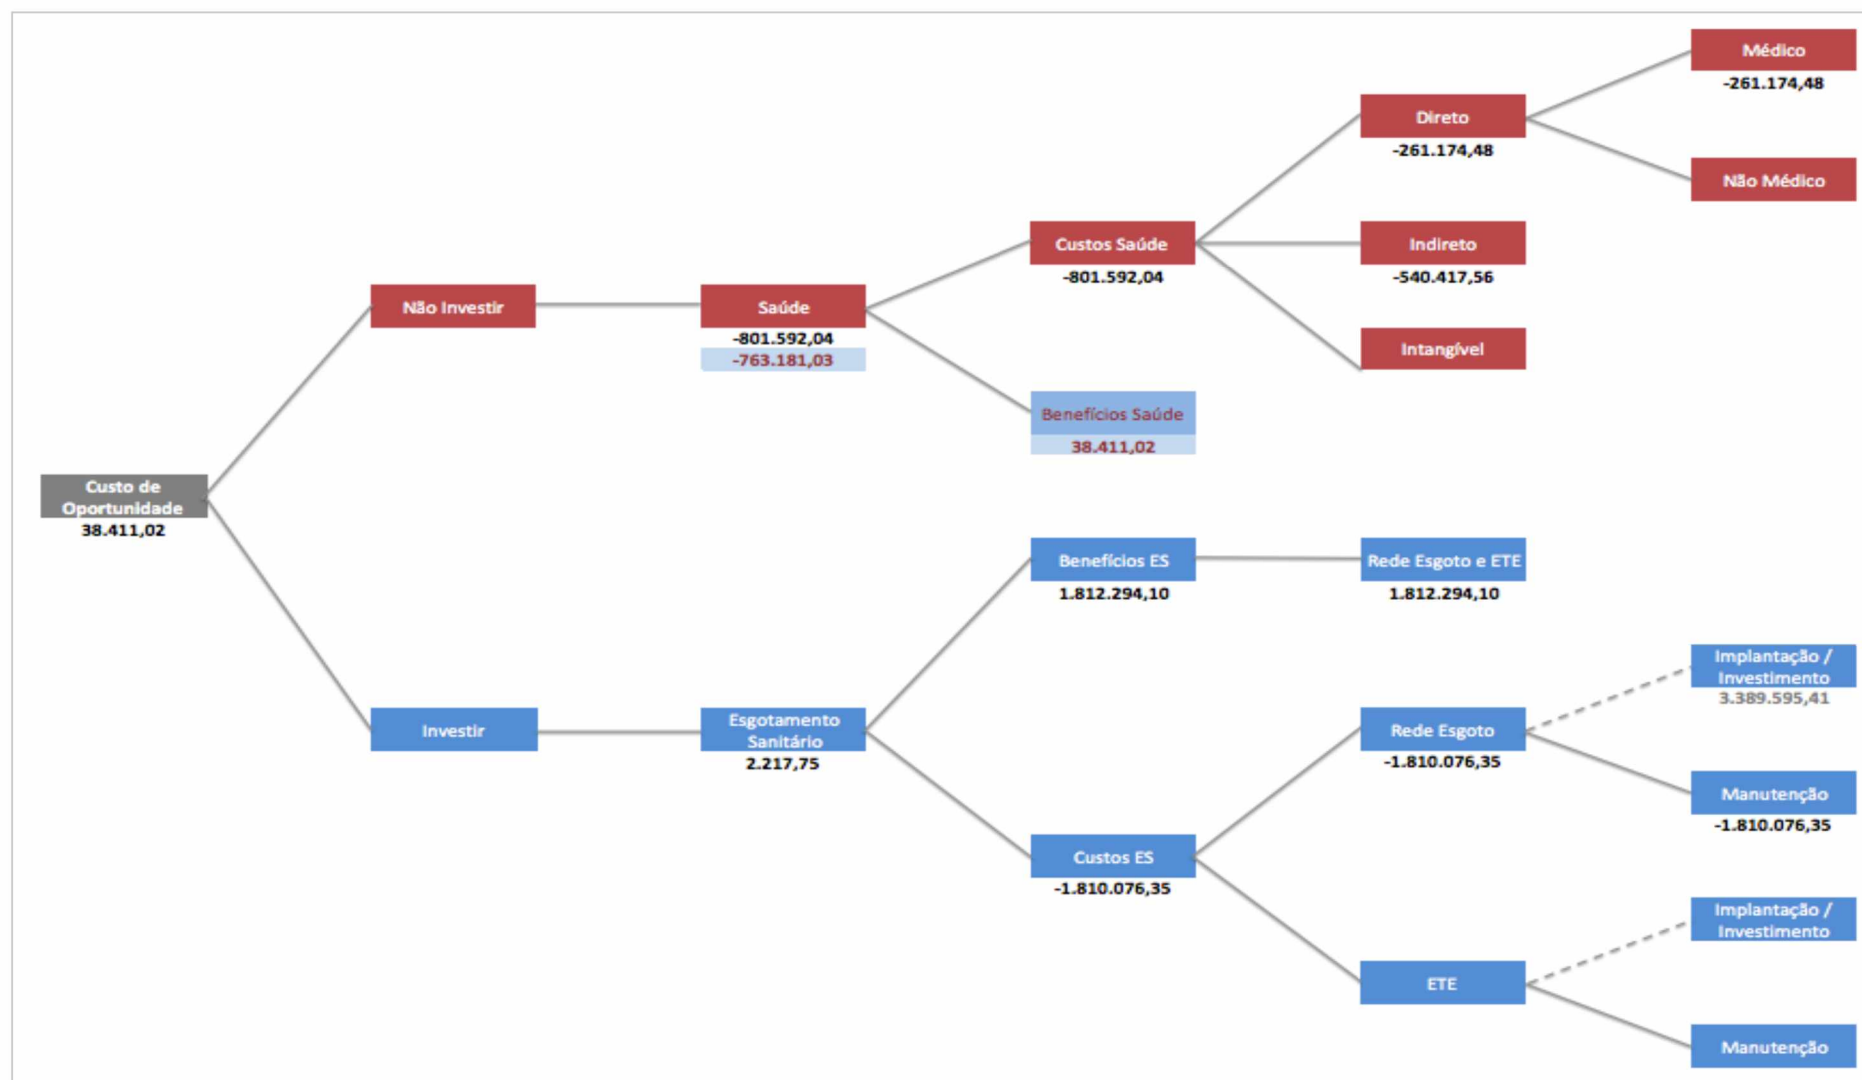 Médico
-261.174,48
Direto
-261.174,48
Não Médico
Custos Saúde
-801.592,04
Indireto
-540.417,56
Não Investir
Saúde
-801.592,04
-763.181,03
Intangível
Benefícios Saúde
38.411,02
Custo de
Oportunidade
38.411,02
Benefícios ES
1.812.294,10
Rede Esgoto e ETE
1.812.294,10
Implantação /
Investimento
3.389.595,41
Investir
Esgotamento
Sanitário
2.217,75
Rede Esgoto
-1.810.076,35
Manutenção
-1.810.076,35
Custos ES
-1.810.076,35
Implantação /
Investimento
ETE
Manutenção